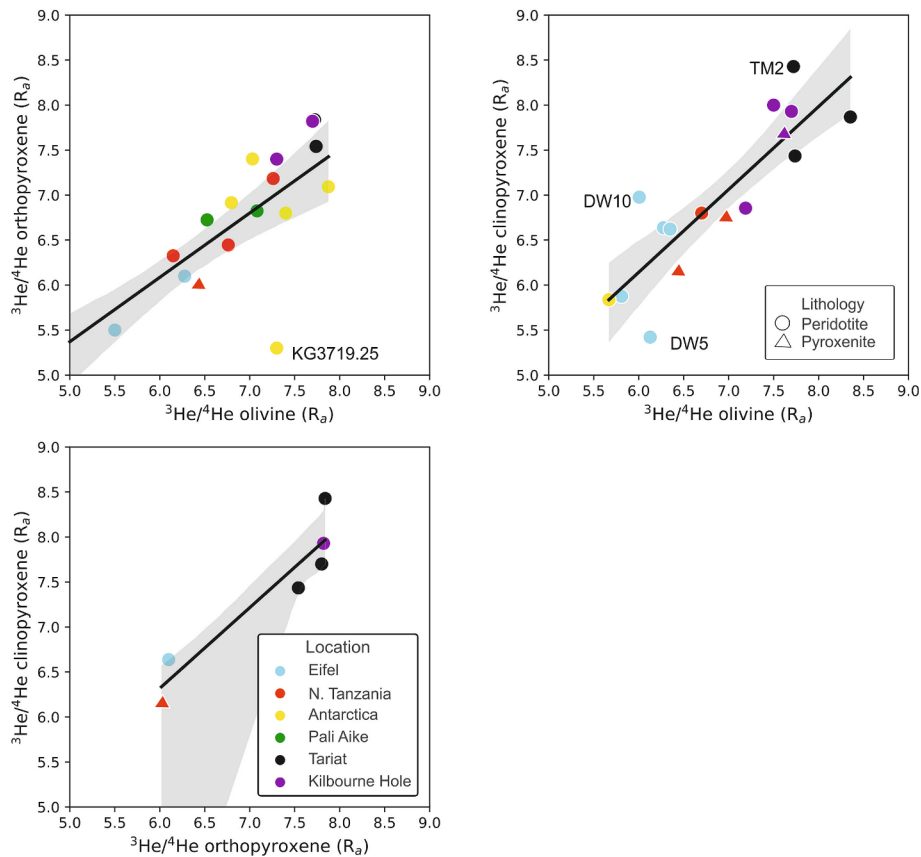 9.0
8.5
8.0
7.5
7.0
6.5
6.0
5.5
5.0
³He/⁴He orthopyroxene (Rₐ)
KG3719.25
5.0 5.5 6.0 6.5 7.0 7.5 8.0 8.5 9.0
³He/⁴He olivine (Rₐ)
9.0
8.5
8.0
7.5
7.0
6.5
6.0
5.5
5.0
³He/⁴He clinopyroxene (Rₐ)
TM2
DW10
DW5
Lithology
Peridotite
Pyroxenite
5.0 5.5 6.0 6.5 7.0 7.5 8.0 8.5 9.0
³He/⁴He olivine (Rₐ)
9.0
8.5
8.0
7.5
7.0
6.5
6.0
5.5
5.0
³He/⁴He clinopyroxene (Rₐ)
Location
Eifel
N. Tanzania
Antarctica
Pali Aike
Tariat
Kilbourne Hole
5.0 5.5 6.0 6.5 7.0 7.5 8.0 8.5 9.0
³He/⁴He orthopyroxene (Rₐ)